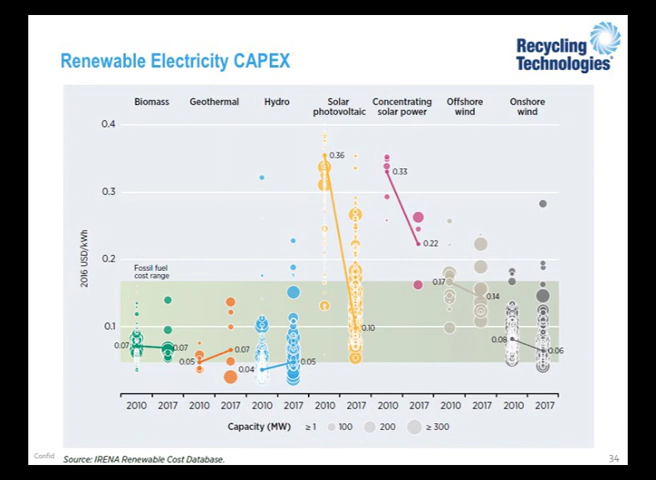 Renewable Electricity CAPEX
Recycling
Technologies
Biomass
Geothermal
Hydro
Solar
photovoltaic
Concentrating
solar power
Offshore
wind
Onshore
wind
0.4
0.3
0.2
0.1
2016 USD/kWh
Fossil fuel
cost range
0.07
0.07
0.05
0.07
0.04
0.05
0.36
0.10
0.33
0.22
0.17
0.14
0.08
0.06
2010 2017 2010 2017 2010 2017 2010 2017 2010 2017 2010 2017 2010 2017
Capacity (MW) ≥ 1 100 200 ≥ 300
Confid
Source: IRENA Renewable Cost Database.
34